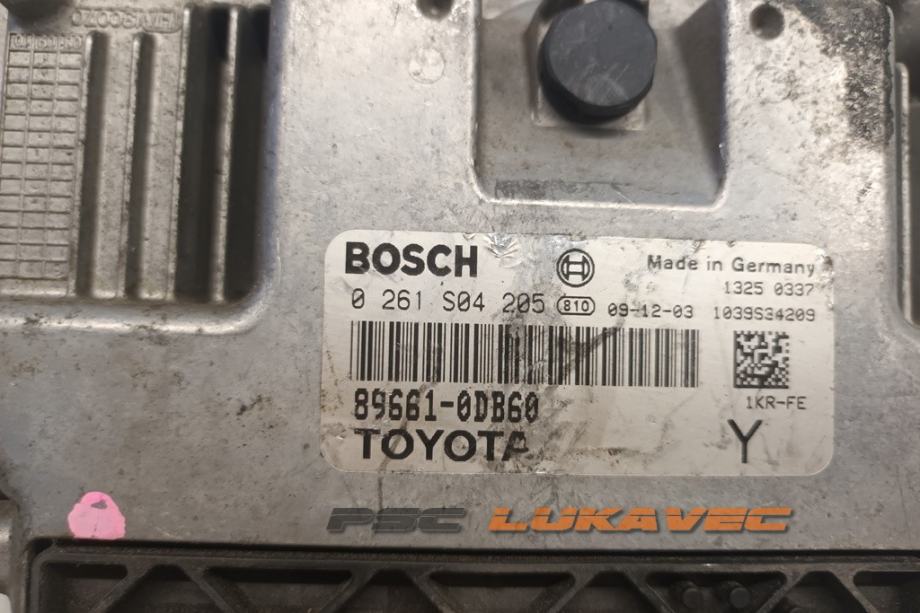 BOSCH
Made in Germany
1325 0337
0 261 S04 205 810 09-12-03 1039S34209
89661-0DB60
1KR-FE
TOYOTA
Y
PSC LUKAVEC